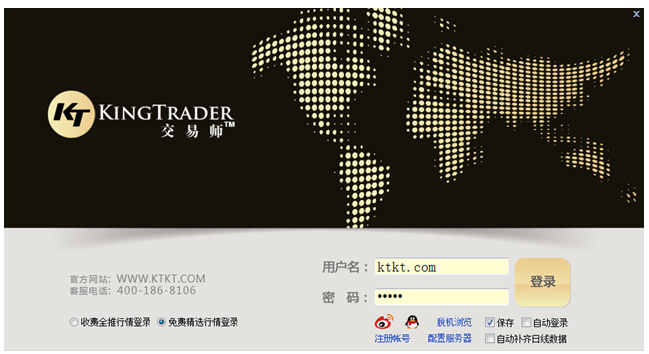 x
KT KINGTRADER
交易师™
用户名： ktkt.com
登录
官方网站：WWW.KTKT.COM
客服电话：400-186-8106
密 码： •••••
收费全推行情登录 免费精选行情登录
脱机浏览 保存 自动登录
注册帐号 配置服务器 自动补齐日线数据